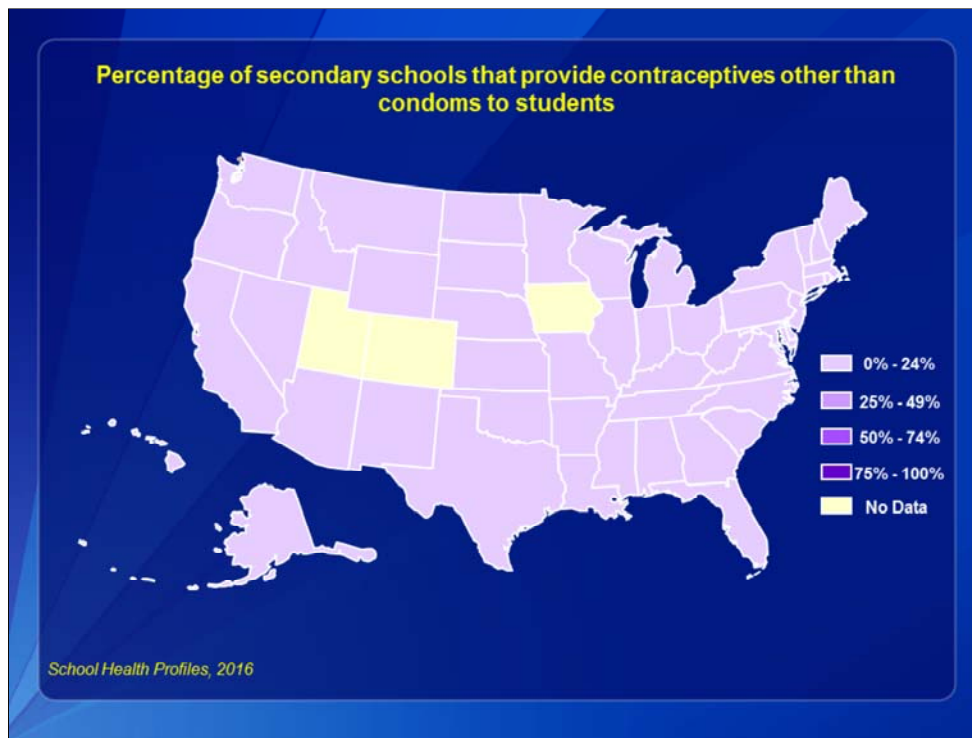 Percentage of secondary schools that provide contraceptives other than
condoms to students
0% - 24%
25% - 49%
50% - 74%
75% - 100%
No Data
School Health Profiles, 2016